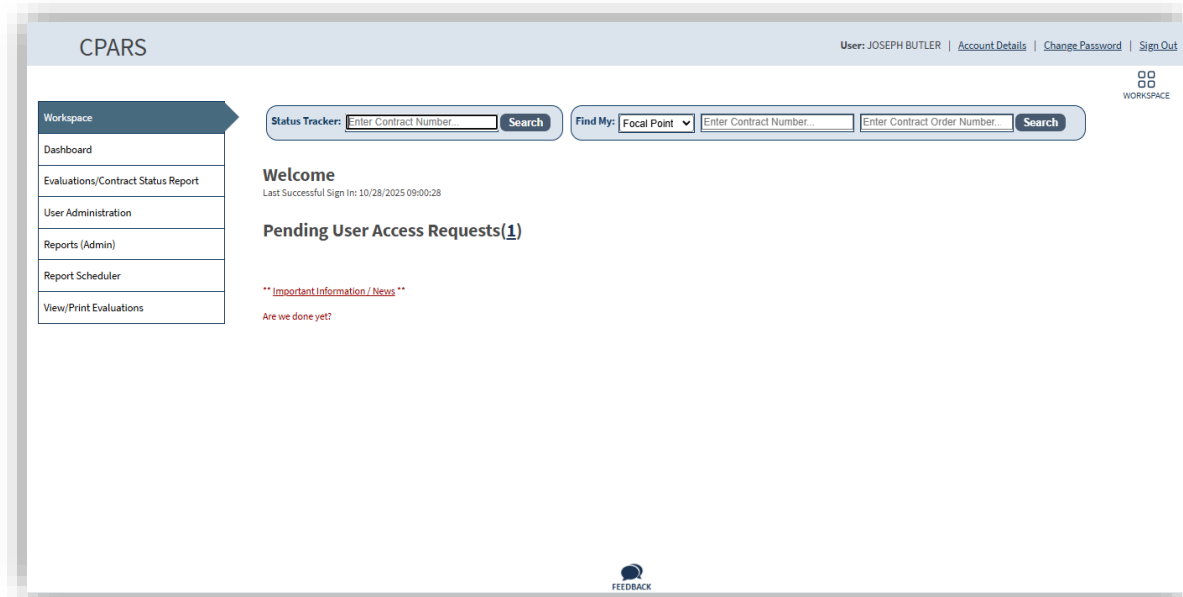 CPARS
User: JOSEPH BUTLER | Account Details | Change Password | Sign Out
WORKSPACE
Workspace
Dashboard
Evaluations/Contract Status Report
User Administration
Reports (Admin)
Report Scheduler
View/Print Evaluations
Status Tracker: Enter Contract Number... Search
Find My: Focal Point Enter Contract Number... Enter Contract Order Number... Search
Welcome
Last Successful Sign In: 10/28/2025 09:00:28
Pending User Access Requests(1)
** Important Information / News **
Are we done yet?
FEEDBACK